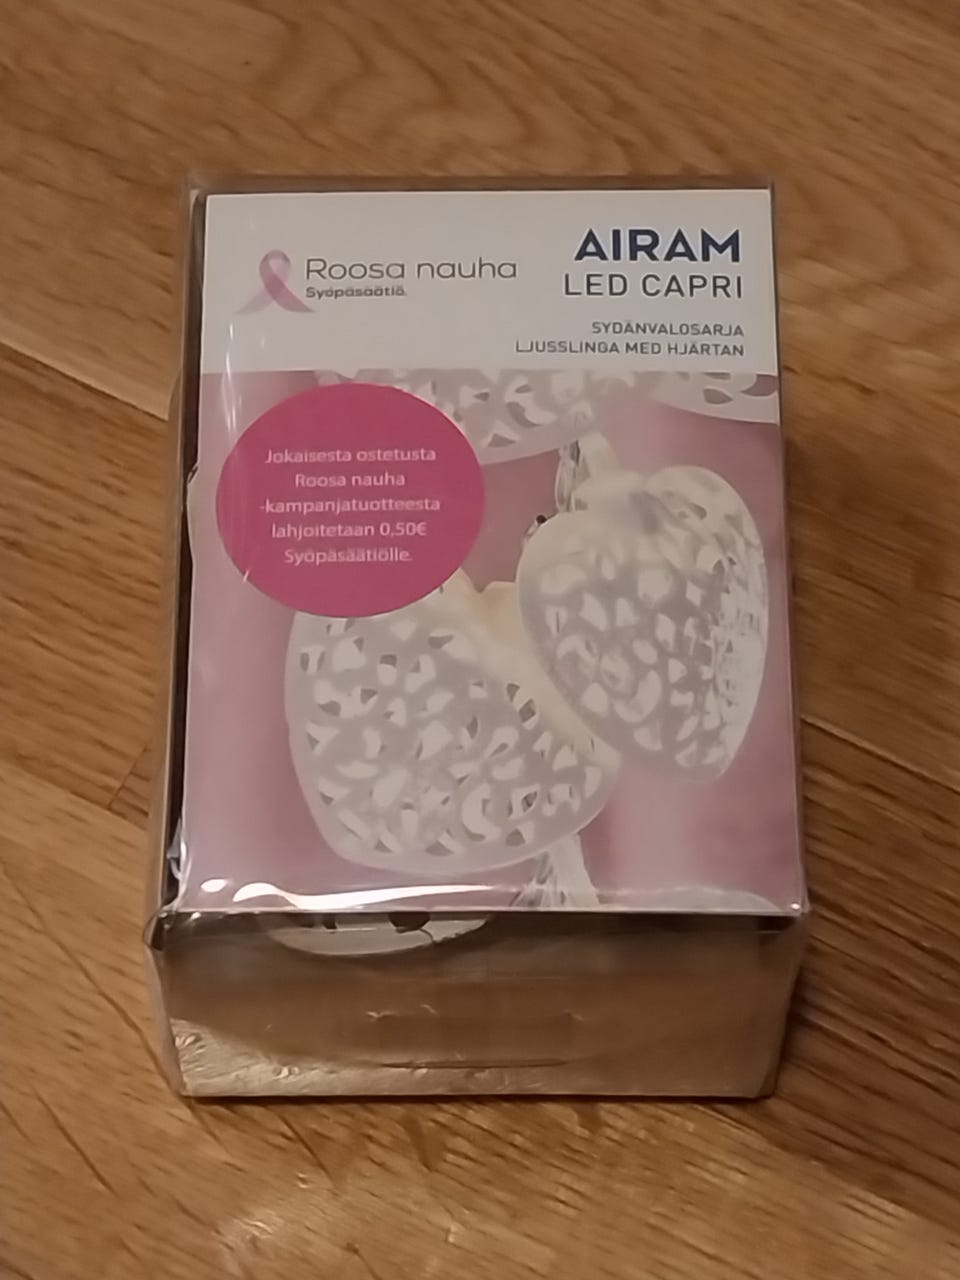 Roosa nauha
Syöpäsäätiö.
AIRAM
LED CAPRI
SYDÄNVALOSARJA
LJUSSLINGA MED HJÄRTAN
Jokaisesta ostetusta
Roosa nauha
-kampanjatuotteesta
lahjoitetaan 0,50€
Syöpäsäätiölle.